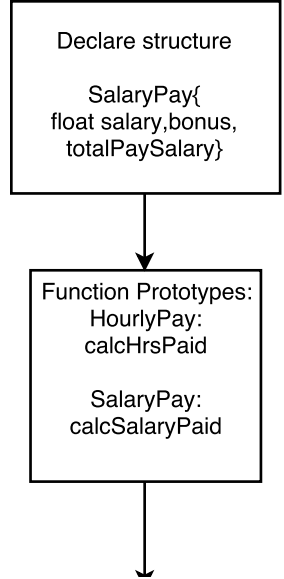 Declare structure
SalaryPay{
float salary,bonus,
totalPaySalary}
Function Prototypes:
HourlyPay:
calcHrsPaid
SalaryPay:
calcSalaryPaid